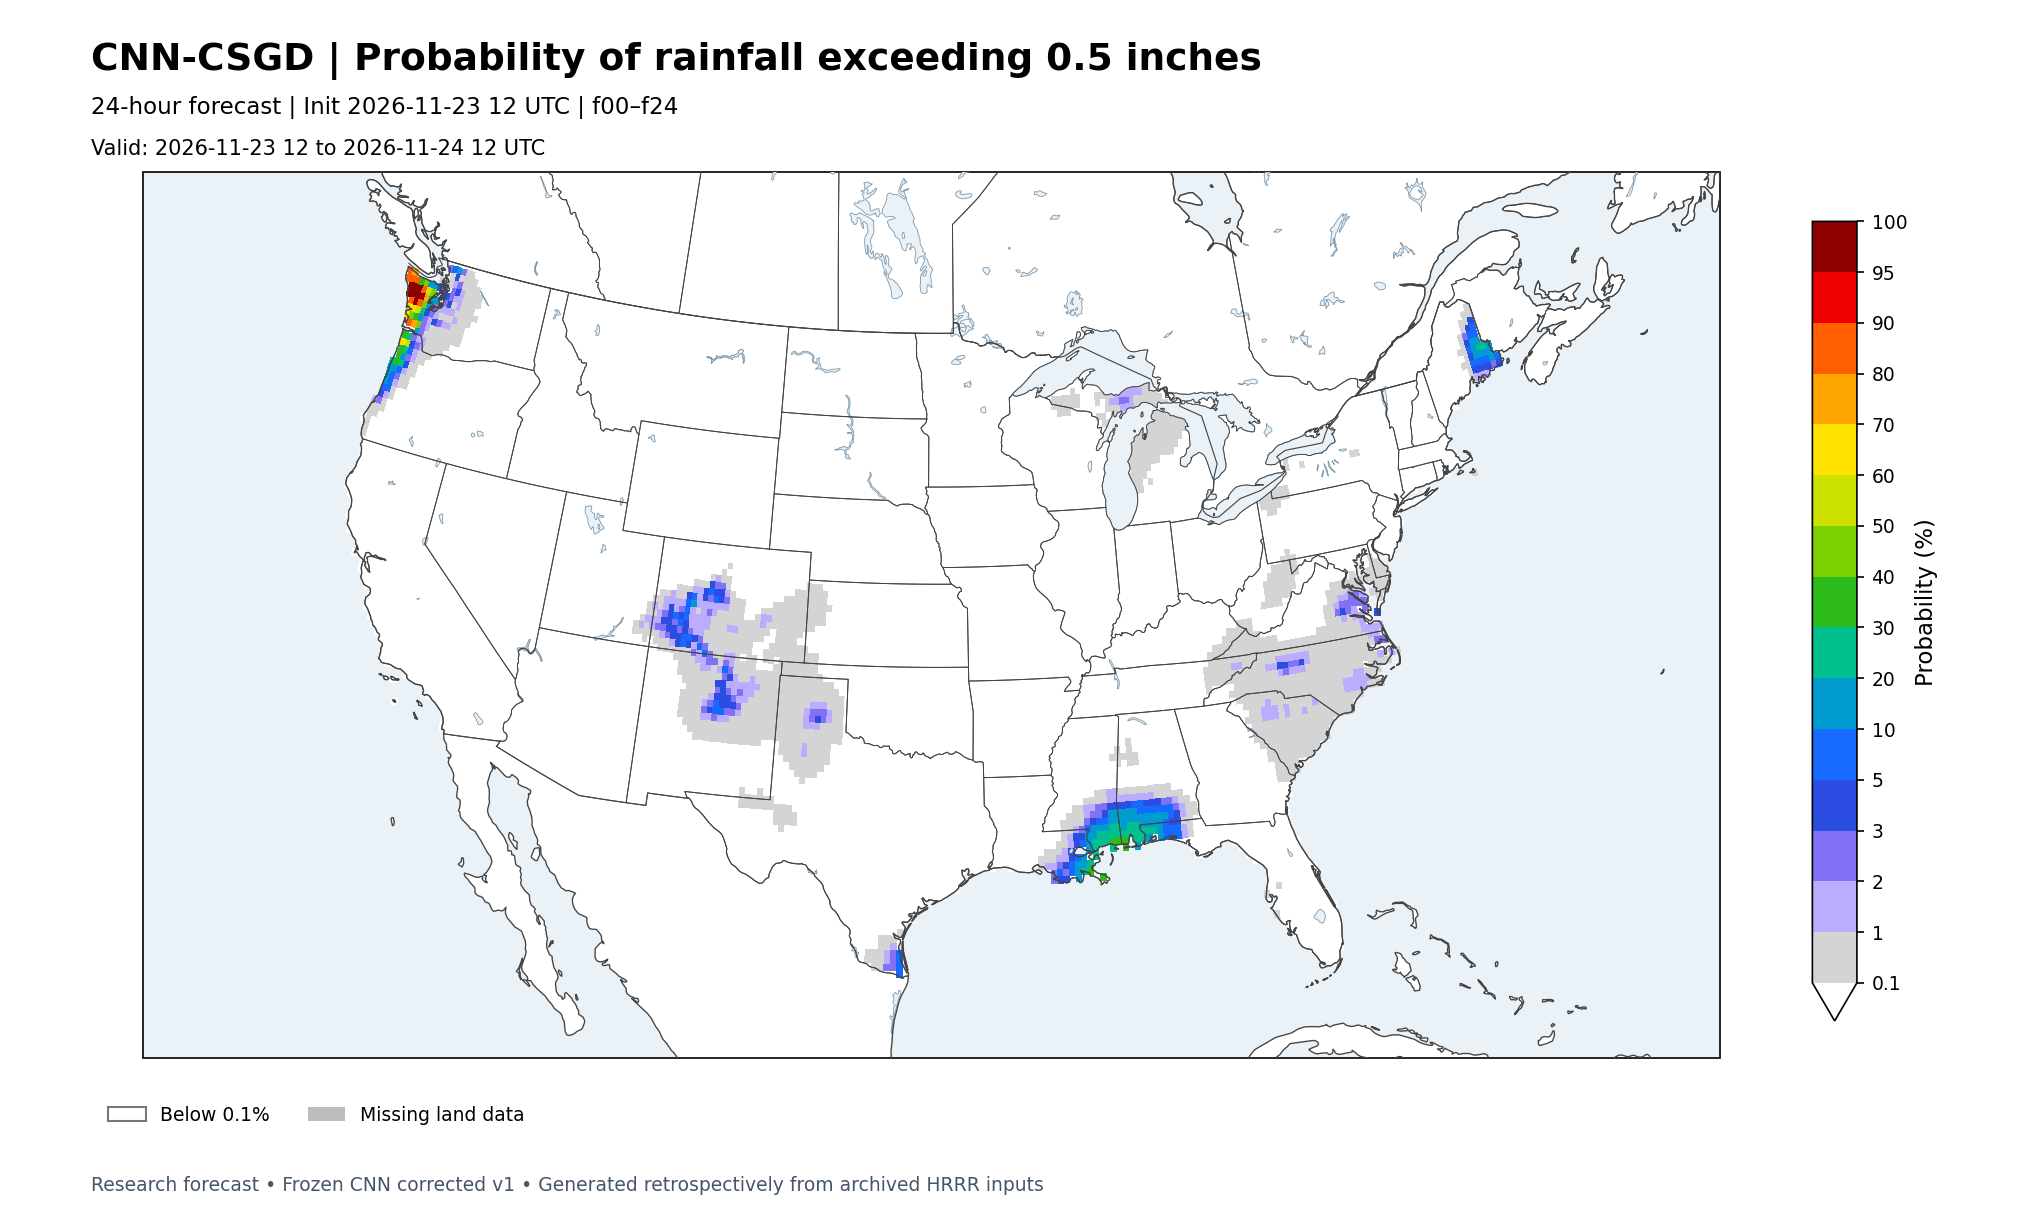 CNN-CSGD | Probability of rainfall exceeding 0.5 inches
24-hour forecast | Init 2026-11-23 12 UTC | f00–f24
Valid: 2026-11-23 12 to 2026-11-24 12 UTC
100
95
90
80
70
60
50
40
30
20
10
5
3
2
1
0.1
Probability (%)
Below 0.1%
Missing land data
Research forecast • Frozen CNN corrected v1 • Generated retrospectively from archived HRRR inputs